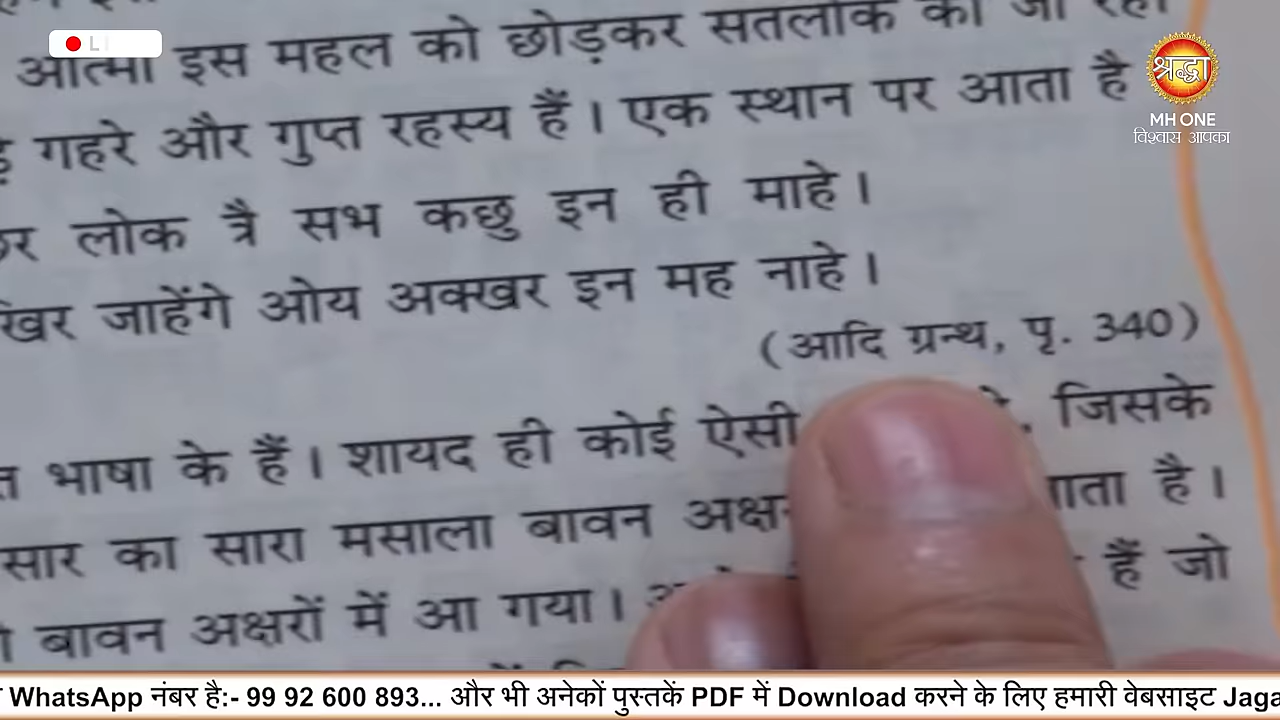 L
आत्मा इस महल को छोड़कर सतलोक को जा रही
गहरे और गुप्त रहस्य हैं। एक स्थान पर आता है
लोक त्रै सभ कछु इन ही माहे।
जाहेंगे ओय अक्खर इन मह नाहे।
(आदि ग्रन्थ, पृ. 340)
भाषा के हैं। शायद ही कोई ऐसी जिसके
का सारा मसाला बावन है।
बावन अक्षरों में आ गया। हैं जो
श्रद्धा
MH ONE
विश्वास आपका
WhatsApp नंबर है:- 99 92 600 893... और भी अनेकों पुस्तकें PDF में Download करने के लिए हमारी वेबसाइट Jaga